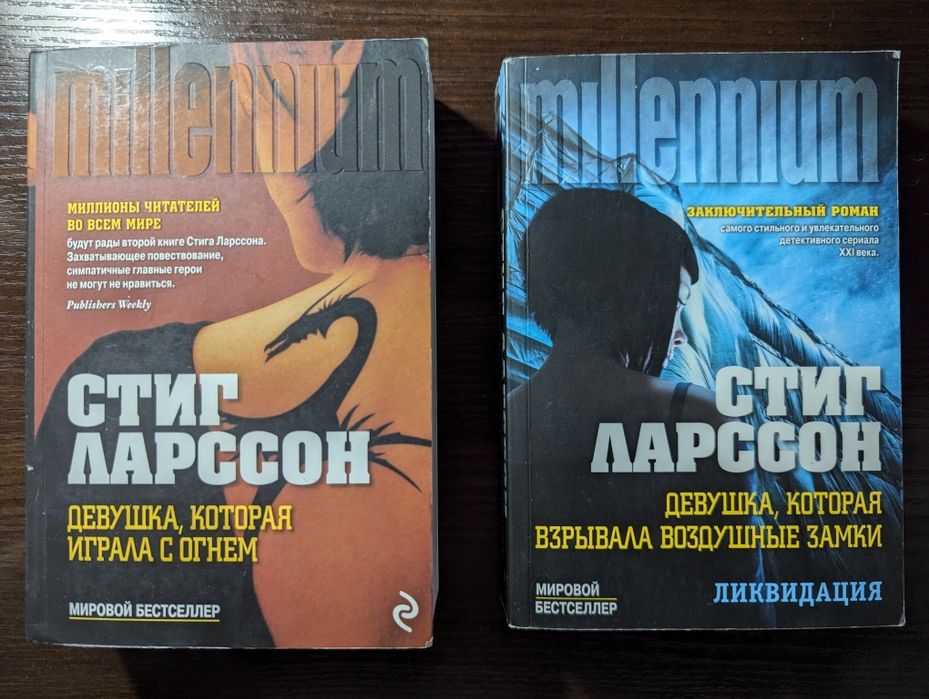 millennium
МИЛЛИОНЫ ЧИТАТЕЛЕЙ
ВО ВСЕМ МИРЕ
будут рады второй книге Стига Ларссона.
Захватывающее повествование,
симпатичные главные герои
не могут не нравиться.
Publishers Weekly
СТИГ
ЛАРССОН
ДЕВУШКА, КОТОРАЯ
ИГРАЛА С ОГНЕМ
МИРОВОЙ БЕСТСЕЛЛЕР
millennium
ЗАКЛЮЧИТЕЛЬНЫЙ РОМАН
самого стильного и увлекательного
детективного сериала
XXI века.
СТИГ
ЛАРССОН
ДЕВУШКА, КОТОРАЯ
ВЗРЫВАЛА ВОЗДУШНЫЕ ЗАМКИ
МИРОВОЙ
БЕСТСЕЛЛЕР
ЛИКВИДАЦИЯ